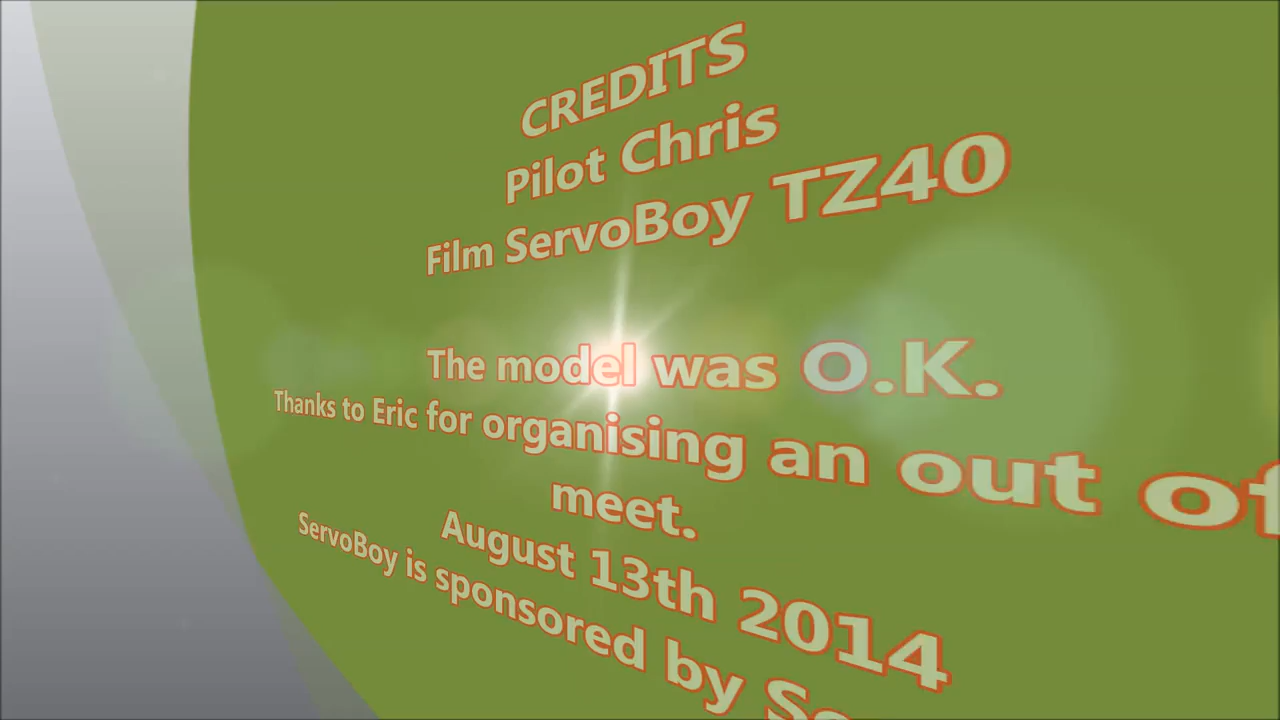 CREDITS
Pilot Chris
Film ServoBoy TZ40
The model was O.K.
Thanks to Eric for organising an out of
meet.
August 13th 2014
ServoBoy is sponsored by